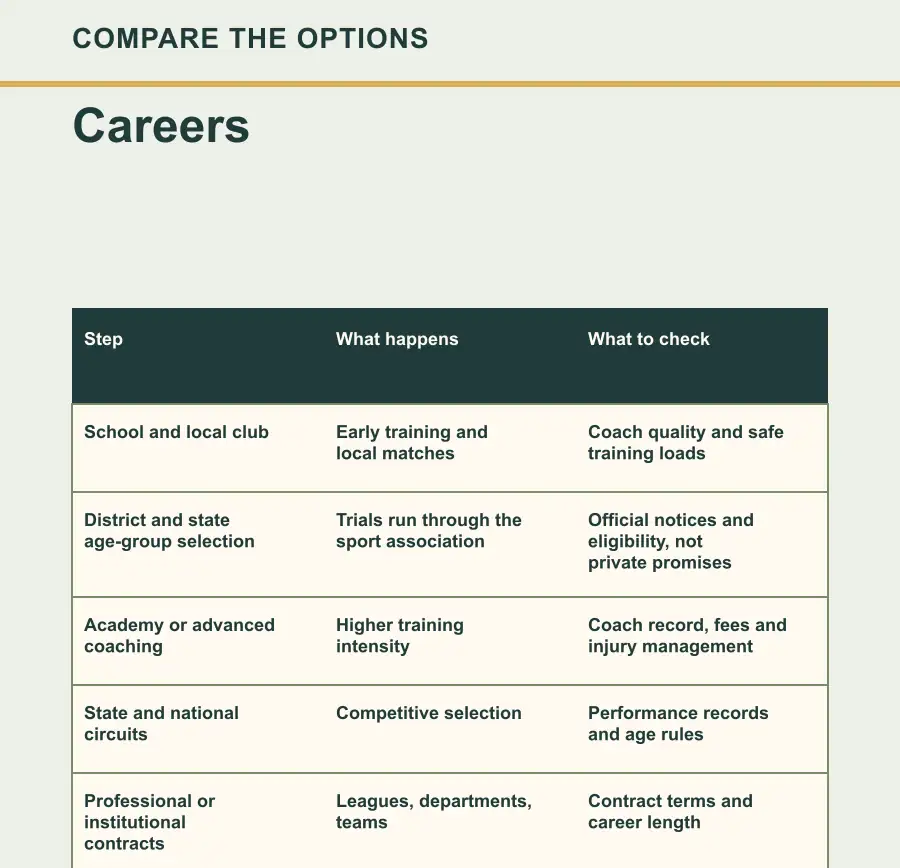 COMPARE THE OPTIONS
Careers
Step
What happens
What to check
School and local club
Early training and
local matches
Coach quality and safe
training loads
District and state
age-group selection
Trials run through the
sport association
Official notices and
eligibility, not
private promises
Academy or advanced
coaching
Higher training
intensity
Coach record, fees and
injury management
State and national
circuits
Competitive selection
Performance records
and age rules
Professional or
institutional
contracts
Leagues, departments,
teams
Contract terms and
career length